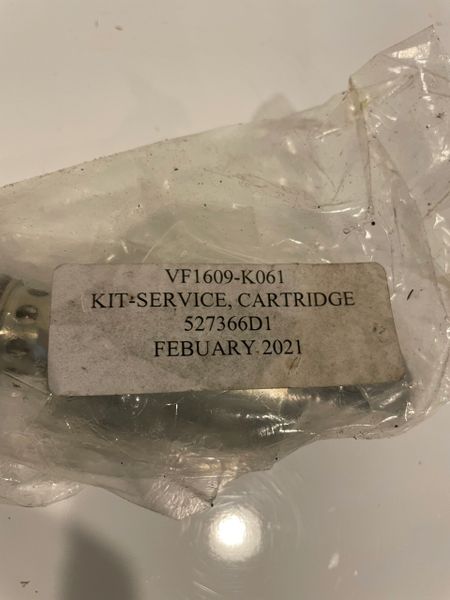 VF1609-K061
KIT-SERVICE, CARTRIDGE
527366D1
FEBUARY 2021